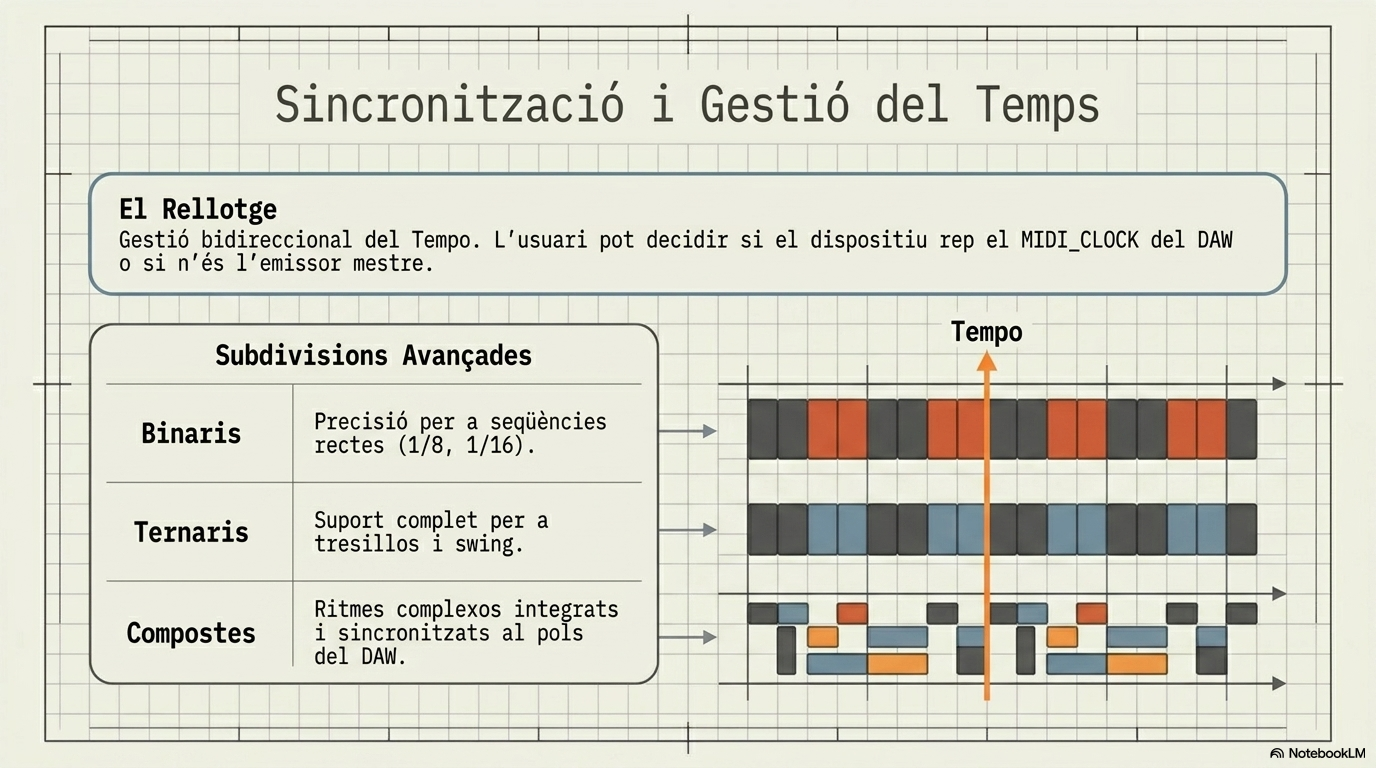 Sincronització i Gestió del Temps
El Rellotge
Gestió bidireccional del Tempo. L'usuari pot decidir si el dispositiu rep el MIDI_CLOCK del DAW
o si n'és l'emissor mestre.
Subdivisions Avançades
Binaris
Precisió per a seqüències
rectes (1/8, 1/16).
Ternaris
Suport complet per a
tresillos i swing.
Compostes
Ritmes complexos integrats
i sincronitzats al pols
del DAW.
Tempo
NotebookLM